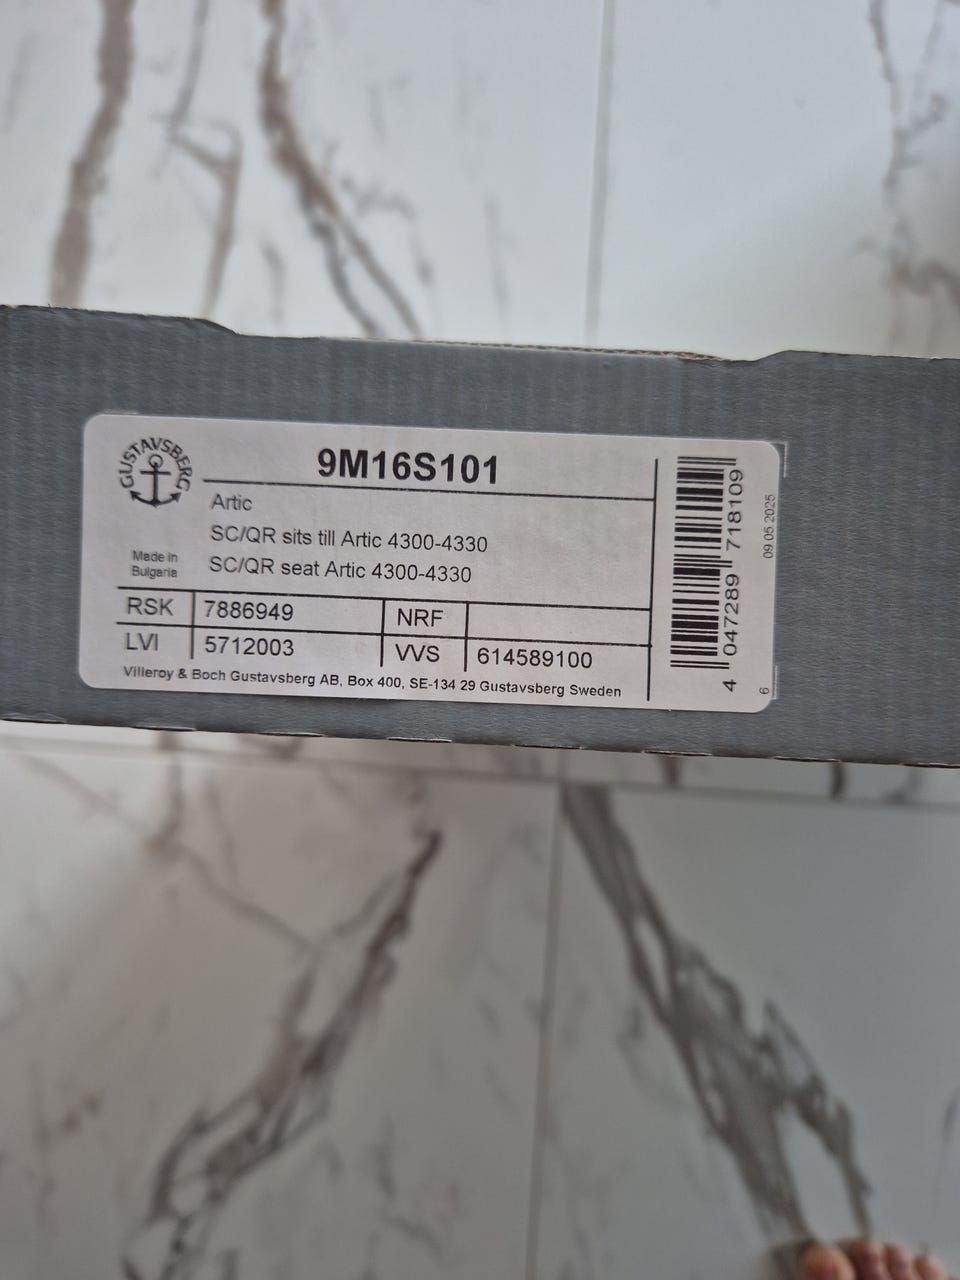 GUSTAVSBERG
9M16S101
Artic
SC/QR sits till Artic 4300-4330
SC/QR seat Artic 4300-4330
Made in
Bulgaria
RSK 7886949 NRF
LVI 5712003 VVS 614589100
Villeroy & Boch Gustavsberg AB, Box 400, SE-134 29 Gustavsberg Sweden
4 047289 718109
09.05.2025
6